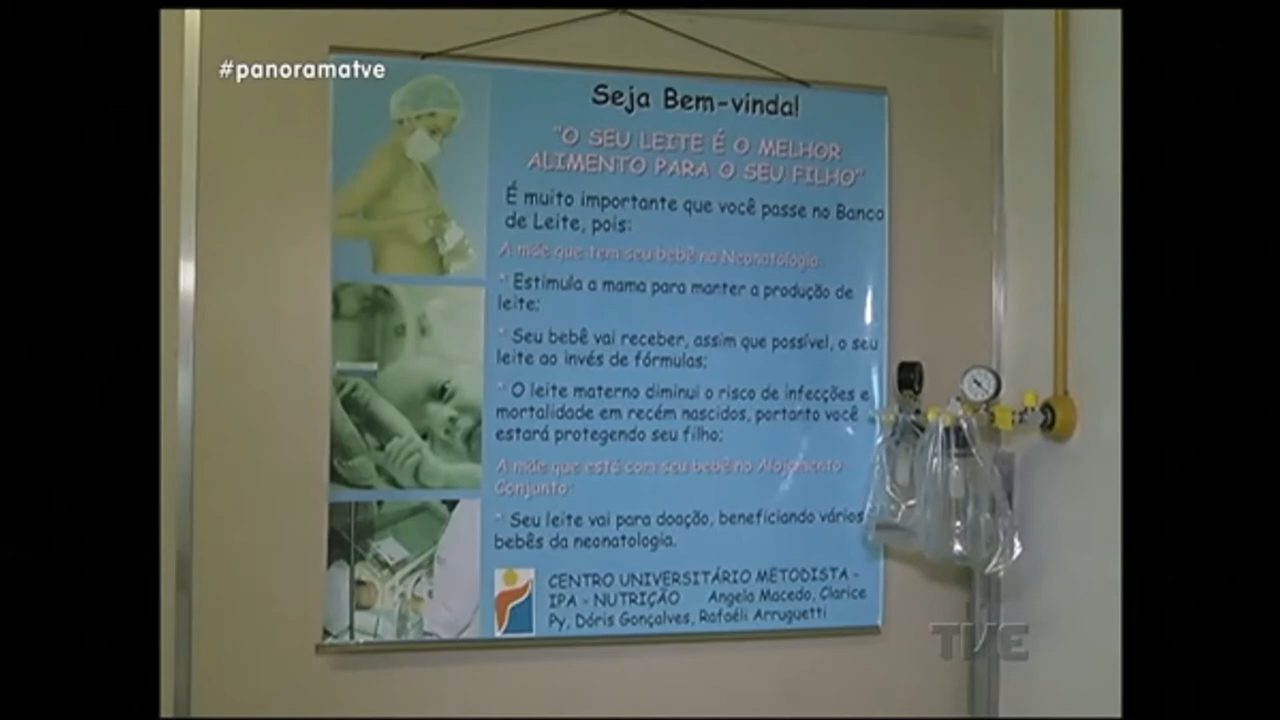 #panoramatve
Seja Bem-vinda!
"O SEU LEITE É O MELHOR
ALIMENTO PARA O SEU FILHO"
É muito importante que você passe no Banco
de Leite, pois:
A mãe que tem seu bebê na Neonatologia:
* Estimula a mama para manter a produção de
leite;
* Seu bebê vai receber, assim que possível, o seu
leite ao invés de fórmulas;
* O leite materno diminui o risco de infecções e
mortalidade em recém nascidos, portanto você
estará protegendo seu filho;
A mãe que está com seu bebê no Alojamento
Conjunto:
* Seu leite vai para doação, beneficiando vários
bebês da neonatologia.
CENTRO UNIVERSITÁRIO METODISTA -
IPA - NUTRIÇÃO Angela Macedo, Clarice
Py, Dóris Gonçalves, Rafaéli Arruguetti
TVE